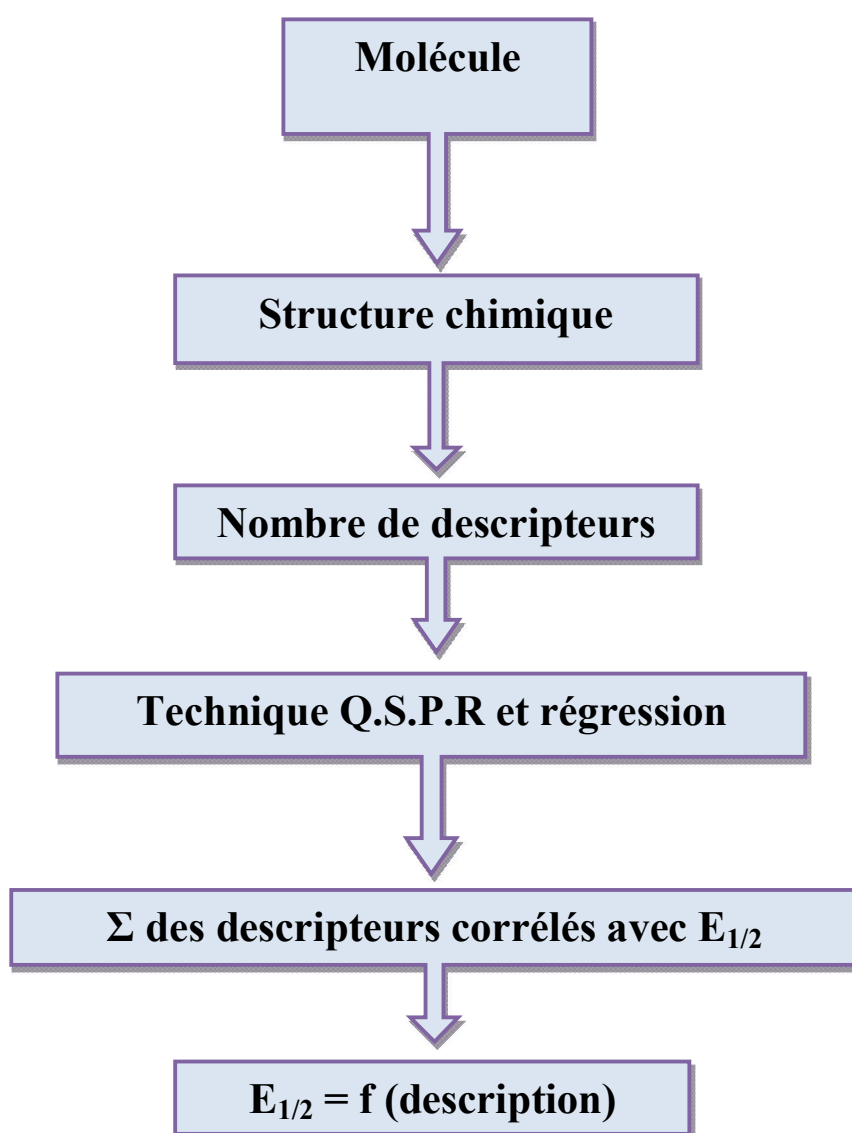 Molécule
Structure chimique
Nombre de descripteurs
Technique Q.S.P.R et régression
Σ des descripteurs corrélés avec E1/2
E1/2 = f (description)